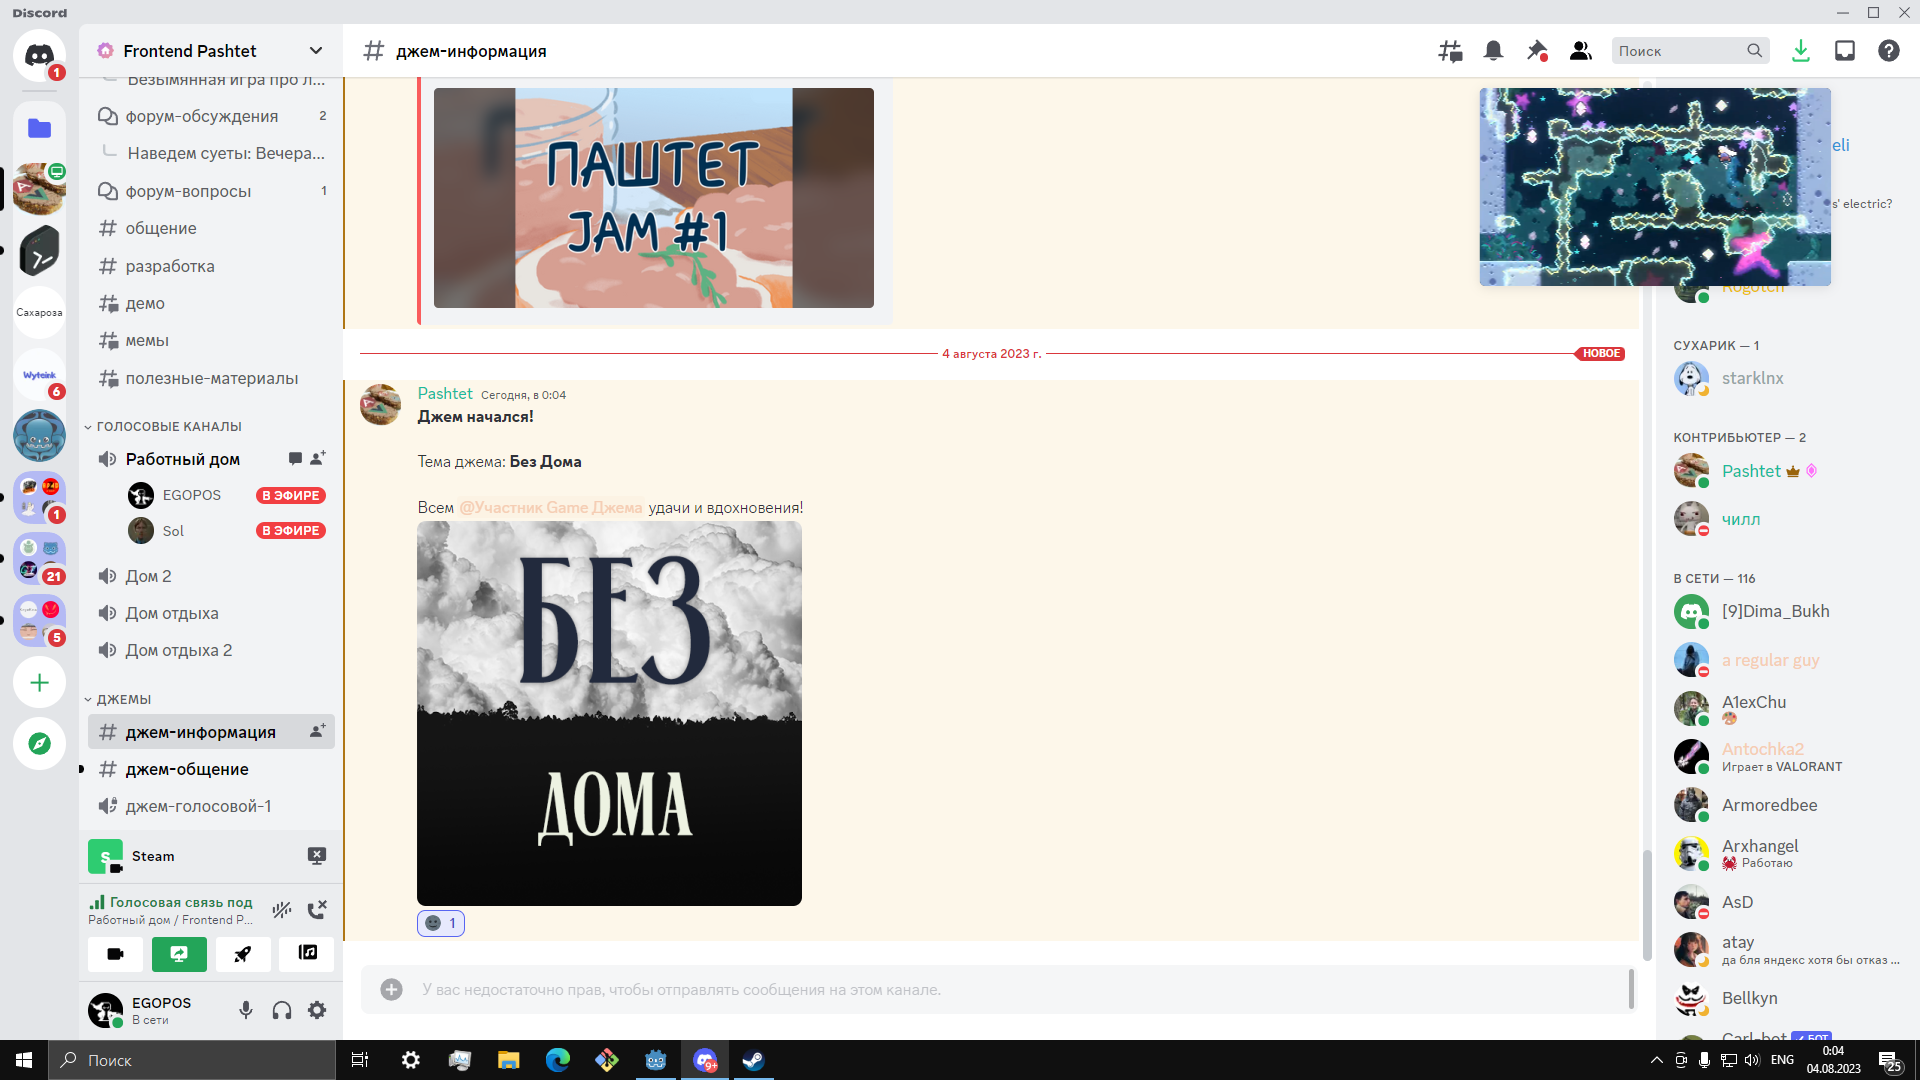 Discord
1
Frontend Pashtet
джем-информация
Поиск
Безымянная игра про л...
форум-обсуждения 2
Наведем суеты: Вечера...
форум-вопросы 1
общение
разработка
демо
мемы
полезные-материалы
ГОЛОСОВЫЕ КАНАЛЫ
Работный дом
EGOPOS В ЭФИРЕ
Sol В ЭФИРЕ
Дом 2
Дом отдыха
Дом отдыха 2
ДЖЕМЫ
джем-информация
джем-общение
джем-голосовой-1
Сахароза
Wyteink
6
1
21
5
S Steam
Голосовая связь под
Работный дом / Frontend P...
EGOPOS
В сети
ПАШТЕТ
JAM #1
4 августа 2023 г.
НОВОЕ
Pashtet Сегодня, в 0:04
Джем начался!
Тема джема: Без Дома
Всем @Участник Game Джема удачи и вдохновения!
БЕЗ
ДОМА
1
У вас недостаточно прав, чтобы отправлять сообщения на этом канале.
eli
s' electric?
Rogotch
СУХАРИК — 1
starklnx
КОНТРИБЬЮТЕР — 2
Pashtet
чилл
В СЕТИ — 116
[9]Dima_Bukh
a regular guy
A1exChu
Antochka2
Играет в VALORANT
Armoredbee
Arxhangel
Работаю
AsD
atay
да бля яндекс хотя бы отказ ...
Bellkyn
Carl-bot ✓ БОТ
Поиск
9+
ENG
0:04
04.08.2023
25